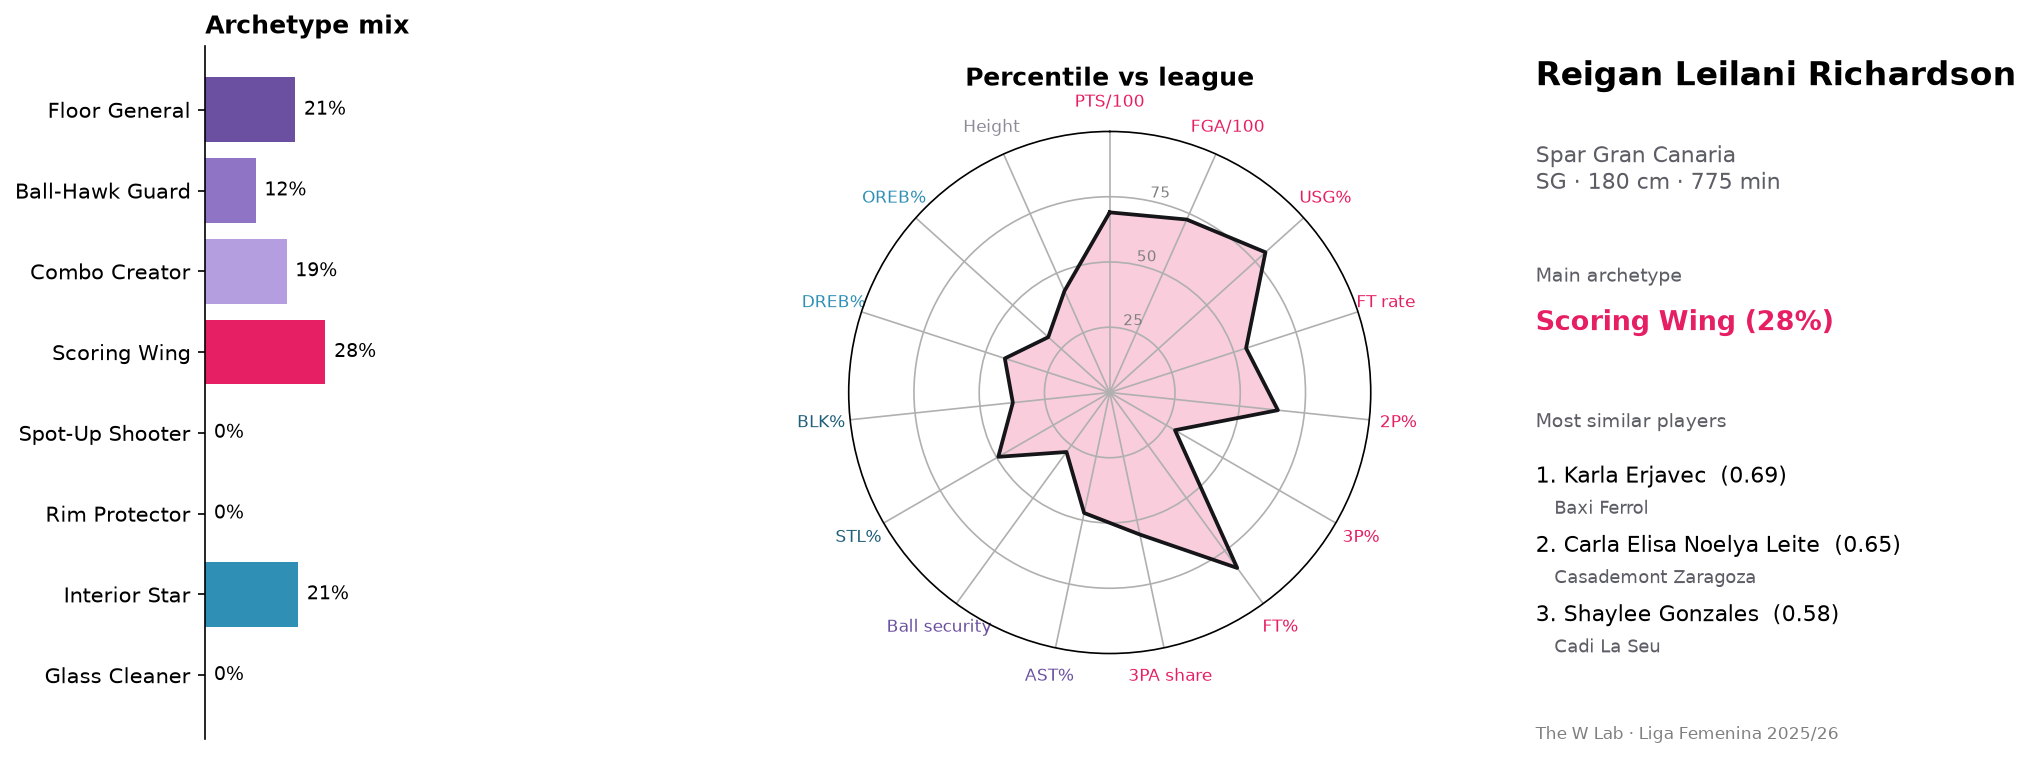 Archetype mix
Floor General
21%
Ball-Hawk Guard
12%
Combo Creator
19%
Scoring Wing
28%
Spot-Up Shooter
0%
Rim Protector
0%
Interior Star
21%
Glass Cleaner
0%
Percentile vs league
PTS/100
FGA/100
USG%
FT rate
2P%
3P%
FT%
3PA share
AST%
Ball security
STL%
BLK%
DREB%
OREB%
Height
75
50
25
Reigan Leilani Richardson
Spar Gran Canaria
SG · 180 cm · 775 min
Main archetype
Scoring Wing (28%)
Most similar players
1. Karla Erjavec (0.69)
Baxi Ferrol
2. Carla Elisa Noelya Leite (0.65)
Casademont Zaragoza
3. Shaylee Gonzales (0.58)
Cadi La Seu
The W Lab · Liga Femenina 2025/26